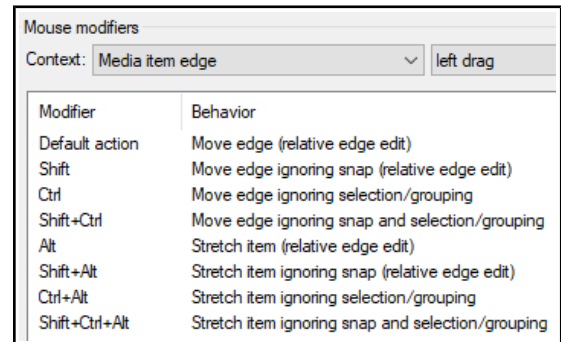 Mouse modifiers
Context: Media item edge left drag
Modifier Behavior
Default action Move edge (relative edge edit)
Shift Move edge ignoring snap (relative edge edit)
Ctrl Move edge ignoring selection/grouping
Shift+Ctrl Move edge ignoring snap and selection/grouping
Alt Stretch item (relative edge edit)
Shift+Alt Stretch item ignoring snap (relative edge edit)
Ctrl+Alt Stretch item ignoring selection/grouping
Shift+Ctrl+Alt Stretch item ignoring snap and selection/grouping